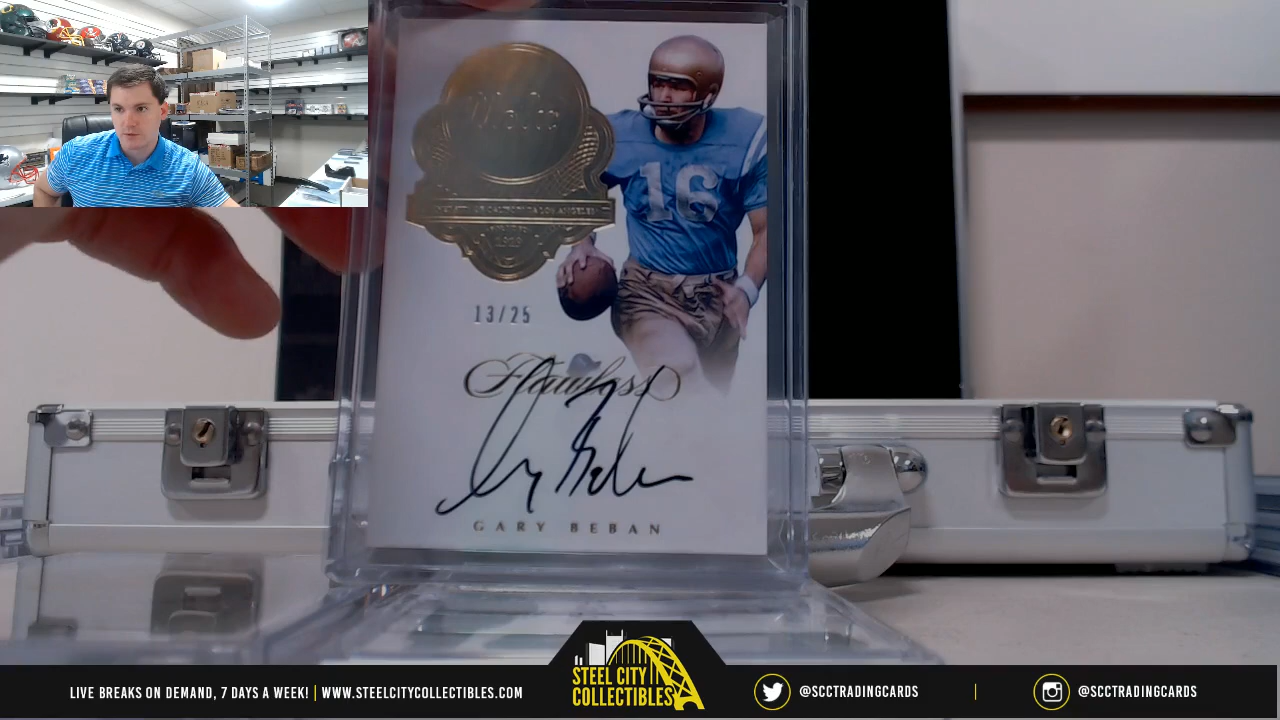 16
13/25
Flawless
GARY BEBAN
STEEL CITY
COLLECTIBLES
LIVE BREAKS ON DEMAND, 7 DAYS A WEEK! | WWW.STEELCITYCOLLECTIBLES.COM
@SCCTRADINGCARDS | @SCCTRADINGCARDS